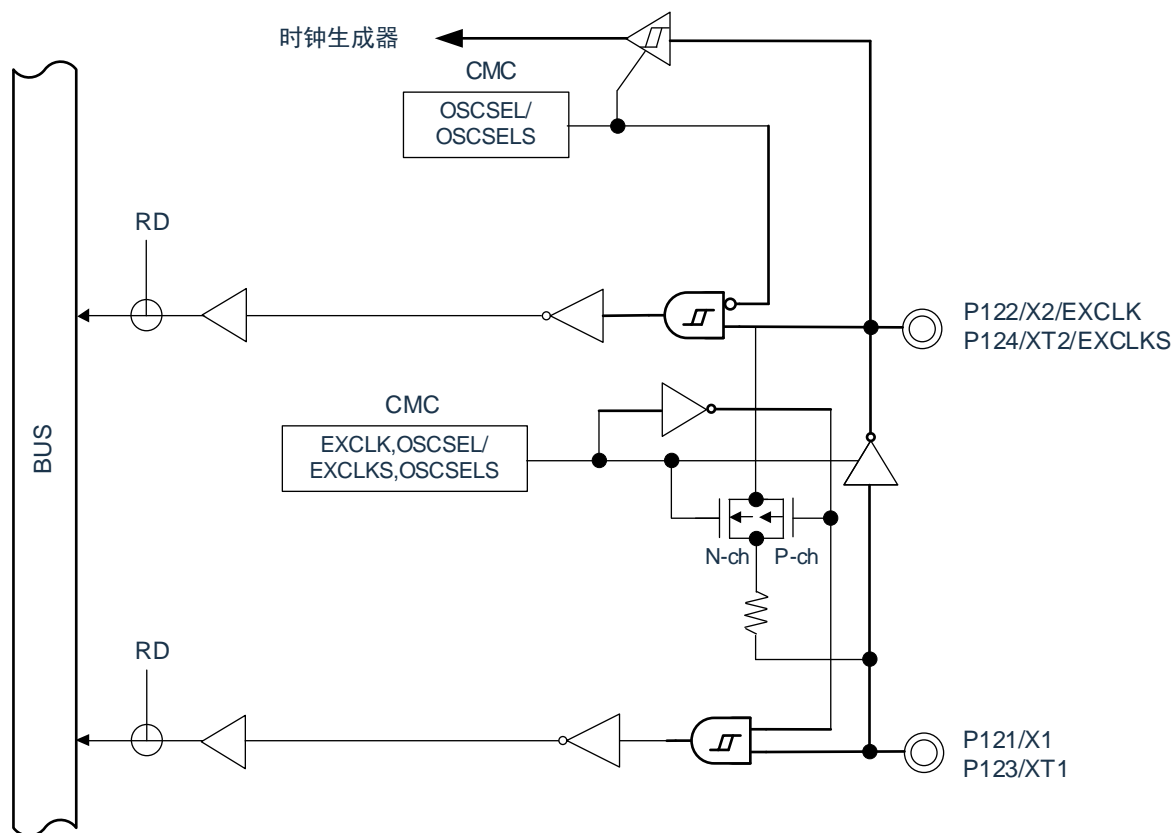 时钟生成器
CMC
OSCSEL/
OSCSELS
RD
P122/X2/EXCLK
P124/XT2/EXCLKS
CMC
EXCLK,OSCSEL/
EXCLKS,OSCSELS
BUS
N-ch
P-ch
RD
P121/X1
P123/XT1